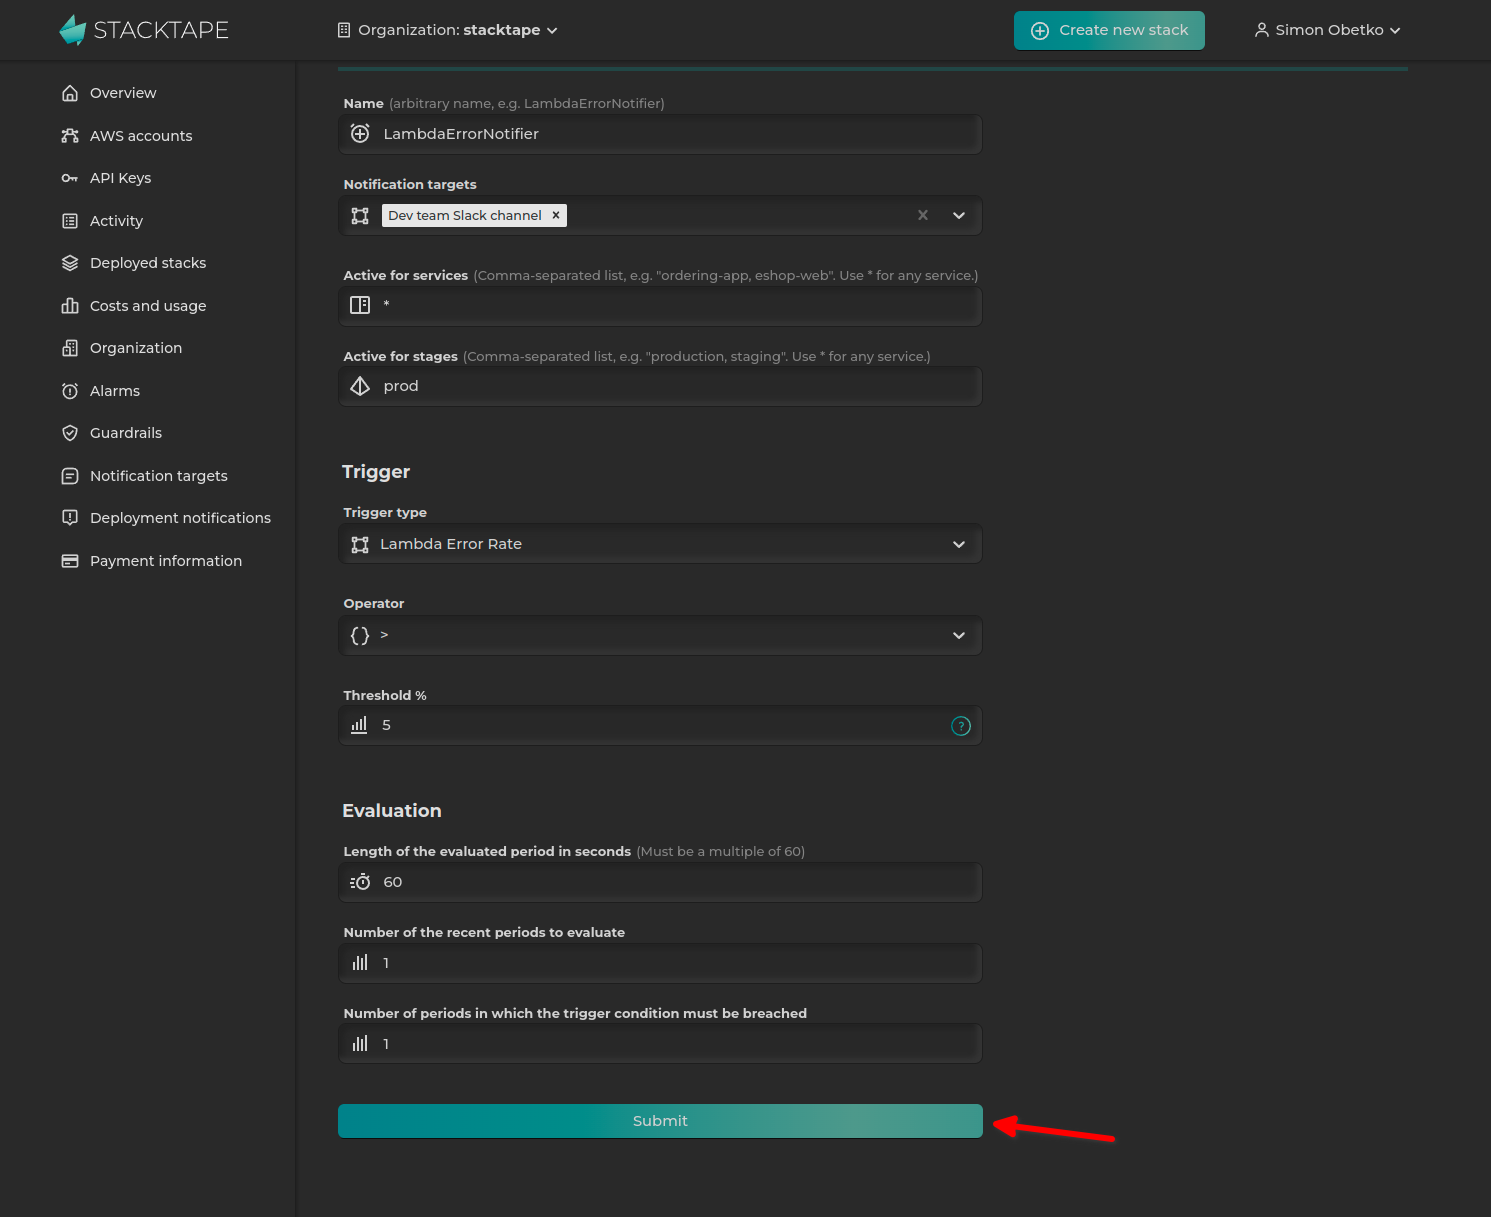 STACKTAPE
Organization: stacktape
Create new stack
Simon Obetko
Overview
AWS accounts
API Keys
Activity
Deployed stacks
Costs and usage
Organization
Alarms
Guardrails
Notification targets
Deployment notifications
Payment information
Name (arbitrary name, e.g. LambdaErrorNotifier)
LambdaErrorNotifier
Notification targets
Dev team Slack channel ×
Active for services (Comma-separated list, e.g. "ordering-app, eshop-web". Use * for any service.)
*
Active for stages (Comma-separated list, e.g. "production, staging". Use * for any service.)
prod
Trigger
Trigger type
Lambda Error Rate
Operator
>
Threshold %
5
?
Evaluation
Length of the evaluated period in seconds (Must be a multiple of 60)
60
Number of the recent periods to evaluate
1
Number of periods in which the trigger condition must be breached
1
Submit